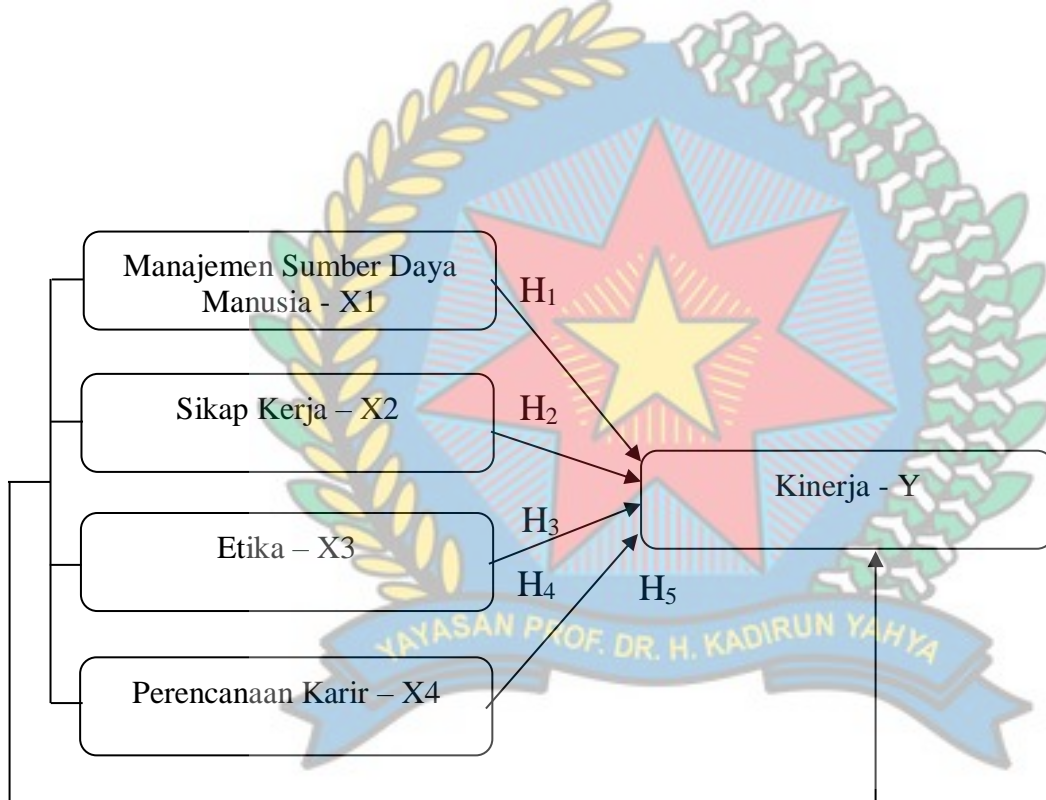 Manajemen Sumber Daya
Manusia - X1
H₁
Sikap Kerja – X2
H₂
Kinerja - Y
Etika – X3
H₃
H₄
H₅
YAYASAN PROF. DR. H. KADIRUN YAHYA
Perencanaan Karir – X4